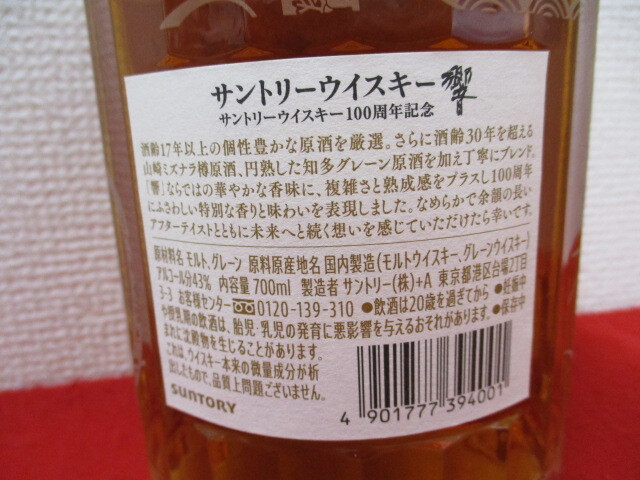 サントリーウイスキー 響
サントリーウイスキー100周年記念
酒齢17年以上の個性豊かな原酒を厳選。さらに酒齢30年を超える
山崎ミズナラ樽原酒、円熟した知多グレーン原酒を加え丁寧にブレンド。
「響」ならではの華やかな香味に、複雑さと熟成感をプラスし100周年
にふさわしい特別な香りと味わいを表現しました。なめらかで余韻の長い
アフターテイストとともに未来へと続く想いを感じていただけたら幸いです。
原材料名 モルト、グレーン 原料原産地名 国内製造(モルトウイスキー、グレーンウイスキー)
アルコール分43% 内容量 700ml 製造者 サントリー(株)+A 東京都港区台場2丁目
3-3 お客様センター 0120-139-310 ●飲酒は20歳を過ぎてから ●妊娠中
や授乳期の飲酒は、胎児・乳児の発育に悪影響を与えるおそれがあります。 ●保存中
まれに沈殿物を生じることがあります。
これは、ウイスキー本来の微量成分が析
出したもので、品質上問題ございません。
SUNTORY
4 901777 394001